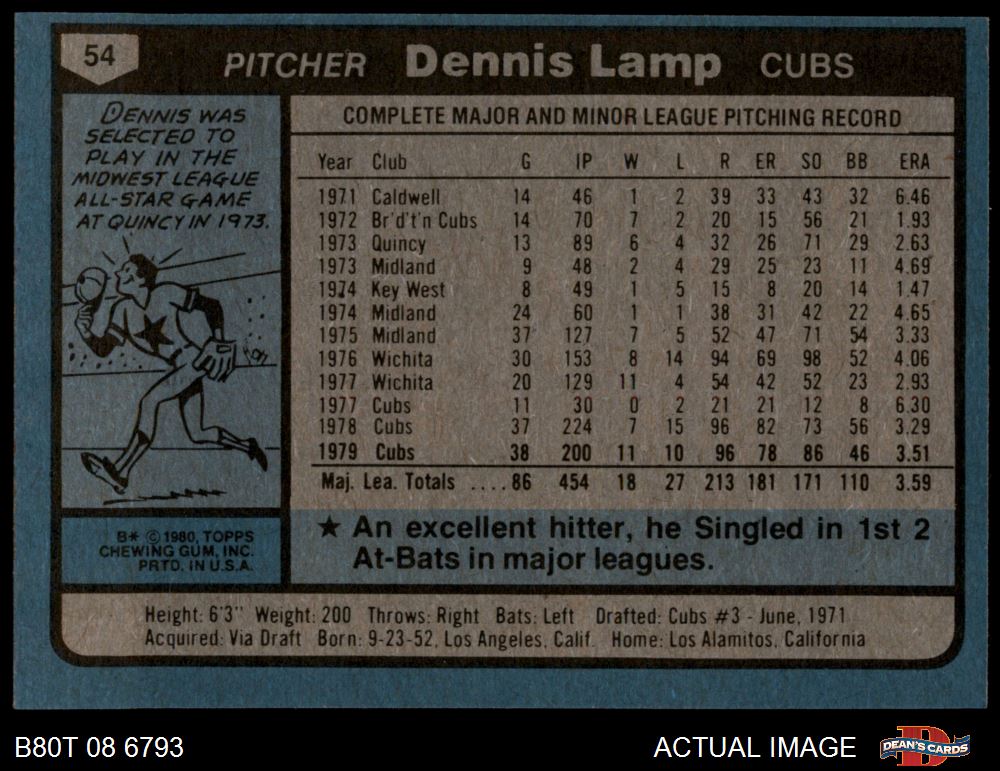 54 PITCHER Dennis Lamp CUBS
DENNIS WAS
SELECTED TO
PLAY IN THE
MIDWEST LEAGUE
ALL-STAR GAME
AT QUINCY IN 1973.
B* © 1980, TOPPS
CHEWING GUM, INC.
PRTD. IN U.S.A.
COMPLETE MAJOR AND MINOR LEAGUE PITCHING RECORD
Year Club G IP W L R ER SO BB ERA
1971 Caldwell 14 46 1 2 39 33 43 32 6.46
1972 Br'd't'n Cubs 14 70 7 2 20 15 56 21 1.93
1973 Quincy 13 89 6 4 32 26 71 29 2.63
1973 Midland 9 48 2 4 29 25 23 11 4.69
1974 Key West 8 49 1 5 15 8 20 14 1.47
1974 Midland 24 60 1 1 38 31 42 22 4.65
1975 Midland 37 127 7 5 52 47 71 54 3.33
1976 Wichita 30 153 8 14 94 69 98 52 4.06
1977 Wichita 20 129 11 4 54 42 52 23 2.93
1977 Cubs 11 30 0 2 21 21 12 8 6.30
1978 Cubs 37 224 7 15 96 82 73 56 3.29
1979 Cubs 38 200 11 10 96 78 86 46 3.51
Maj. Lea. Totals ....86 454 18 27 213 181 171 110 3.59
★ An excellent hitter, he Singled in 1st 2
At-Bats in major leagues.
Height: 6'3" Weight: 200 Throws: Right Bats: Left Drafted: Cubs #3 - June, 1971
Acquired: Via Draft Born: 9-23-52, Los Angeles, Calif. Home: Los Alamitos, California
B80T 08 6793 ACTUAL IMAGE DEAN'S CARDS